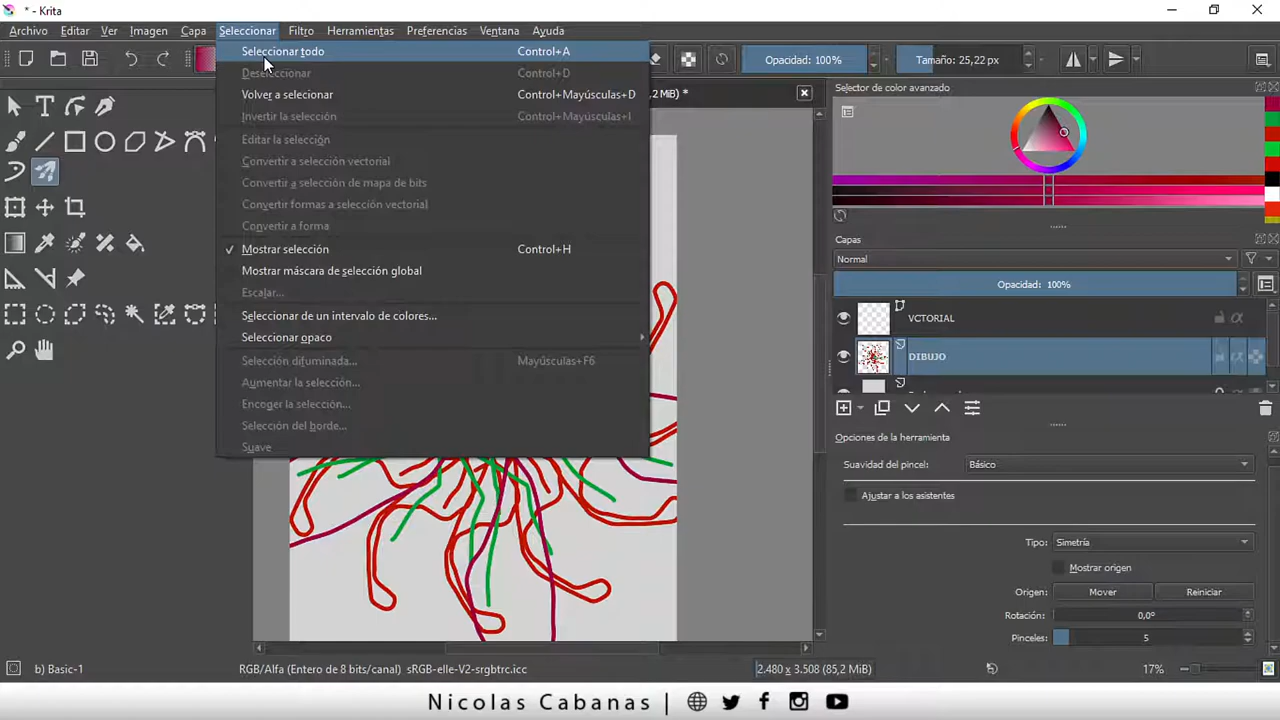 * - Krita
Archivo Editar Ver Imagen Capa Seleccionar Filtro Herramientas Preferencias Ventana Ayuda
Seleccionar todo Control+A
Deseleccionar Control+D
Volver a selecionar Control+Mayúsculas+D
Invertir la selección Control+Mayúsculas+I
Editar la selección
Convertir a selección vectorial
Convertir a selección de mapa de bits
Convertir formas a selección vectorial
Convertir a forma
Mostrar selección Control+H
Mostrar máscara de selección global
Escalar...
Seleccionar de un intervalo de colores...
Seleccionar opaco
Selección difuminada... Mayúsculas+F6
Aumentar la selección...
Encoger la selección...
Selección del borde...
Suave
Opacidad: 100% Tamaño: 25,22 px
.2 MiB) *
Selector de color avanzado
Capas
Normal
Opacidad: 100%
VCTORIAL
DIBUJO
Opciones de la herramienta
Suavidad del pincel: Básico
Ajustar a los asistentes
Tipo: Simetría
Mostrar origen
Origen: Mover Reiniciar
Rotación: 0,0°
Pinceles: 5
b) Basic-1 RGB/Alfa (Entero de 8 bits/canal) sRGB-elle-V2-srgbtrc.icc 2.480 x 3.508 (85,2 MiB) 17%
Nicolas Cabanas |